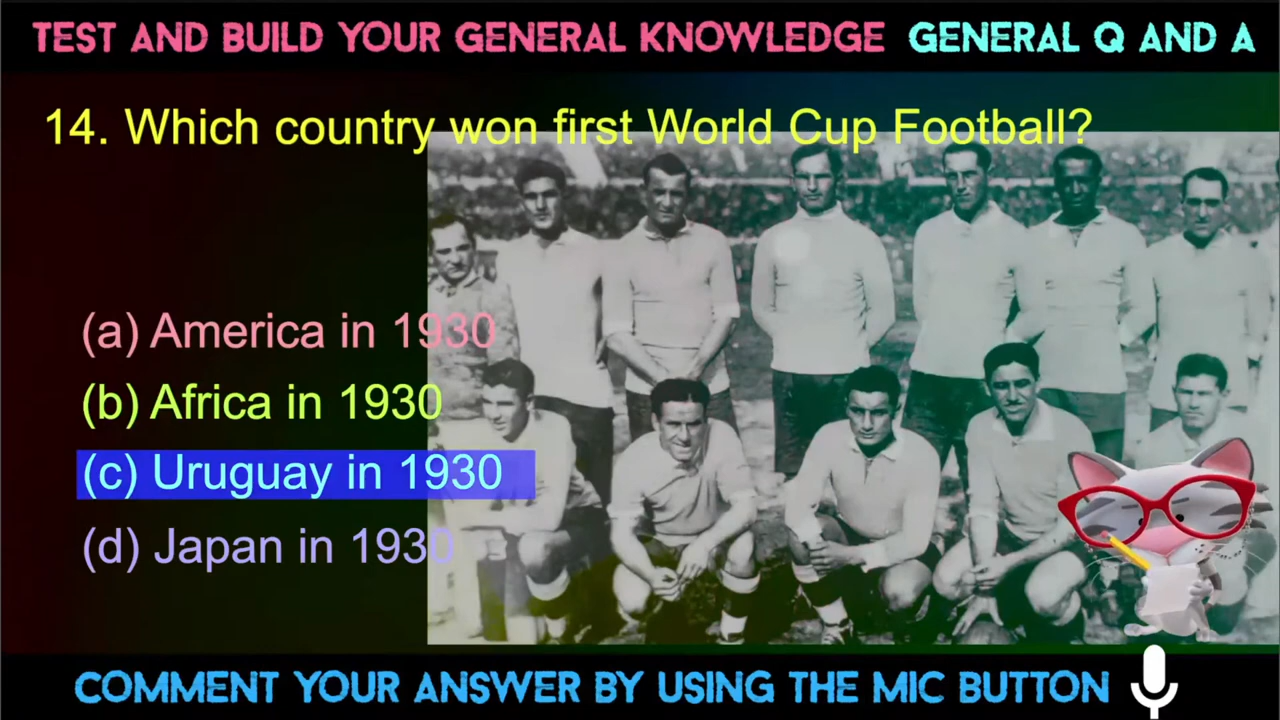 TEST AND BUILD YOUR GENERAL KNOWLEDGE GENERAL Q AND A
14. Which country won first World Cup Football?
(a) America in 1930
(b) Africa in 1930
(c) Uruguay in 1930
(d) Japan in 1930
COMMENT YOUR ANSWER BY USING THE MIC BUTTON